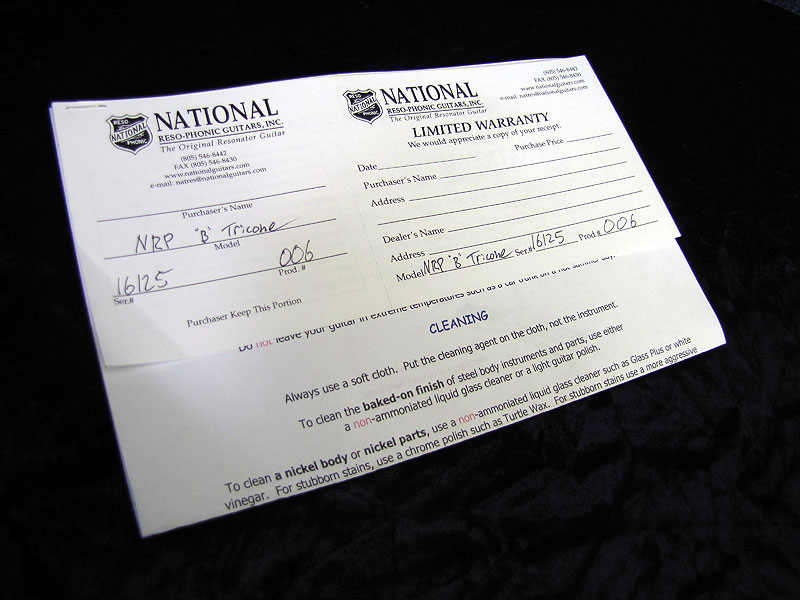 RESO
NATIONAL
PHONIC
NATIONAL
RESO-PHONIC GUITARS, INC.
The Original Resonator Guitar
(805) 546-8442
FAX (805) 546-8430
www.nationalguitars.com
e-mail: natres@nationalguitars.com
Purchaser's Name
NRP "B" Tricone
Model
16125 006
Ser.# Prod. #
Purchaser Keep This Portion
RESO
NATIONAL
PHONIC
NATIONAL
RESO-PHONIC GUITARS, INC.
The Original Resonator Guitar
(805) 546-8442
FAX (805) 546-8430
www.nationalguitars.com
e-mail: natres@nationalguitars.com
LIMITED WARRANTY
We would appreciate a copy of your receipt.
Date Purchase Price
Purchaser's Name
Address
Dealer's Name
Address
Model NRP "B" Tricone Ser.# 16125 Prod.# 006
Do not leave your guitar in extreme temperatures such as a car trunk on a hot summer day.
CLEANING
Always use a soft cloth. Put the cleaning agent on the cloth, not the instrument.
To clean the baked-on finish of steel body instruments and parts, use either
a non-ammoniated liquid glass cleaner or a light guitar polish.
To clean a nickel body or nickel parts, use a non-ammoniated liquid glass cleaner such as Glass Plus or white
vinegar. For stubborn stains, use a chrome polish such as Turtle Wax. For stubborn stains use a more aggressive